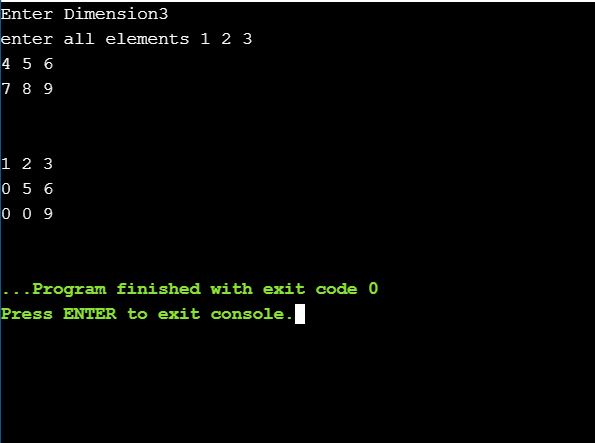 Enter Dimension3
enter all elements 1 2 3
4 5 6
7 8 9
1 2 3
0 5 6
0 0 9
...Program finished with exit code 0
Press ENTER to exit console.